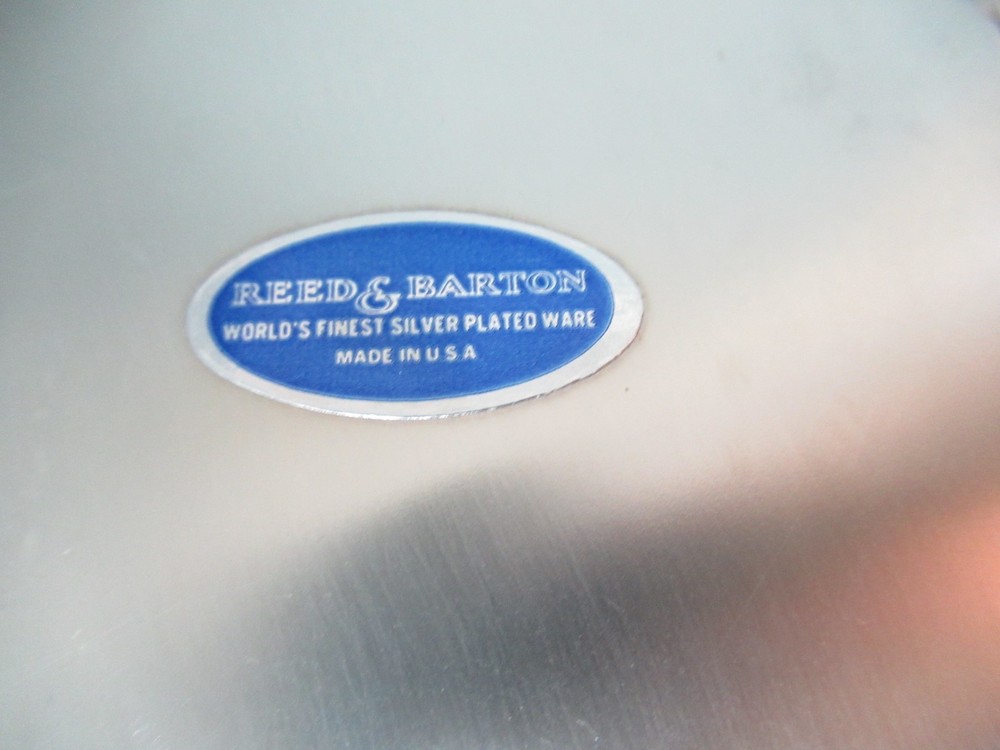 REED & BARTON
WORLD'S FINEST SILVER PLATED WARE
MADE IN U S A